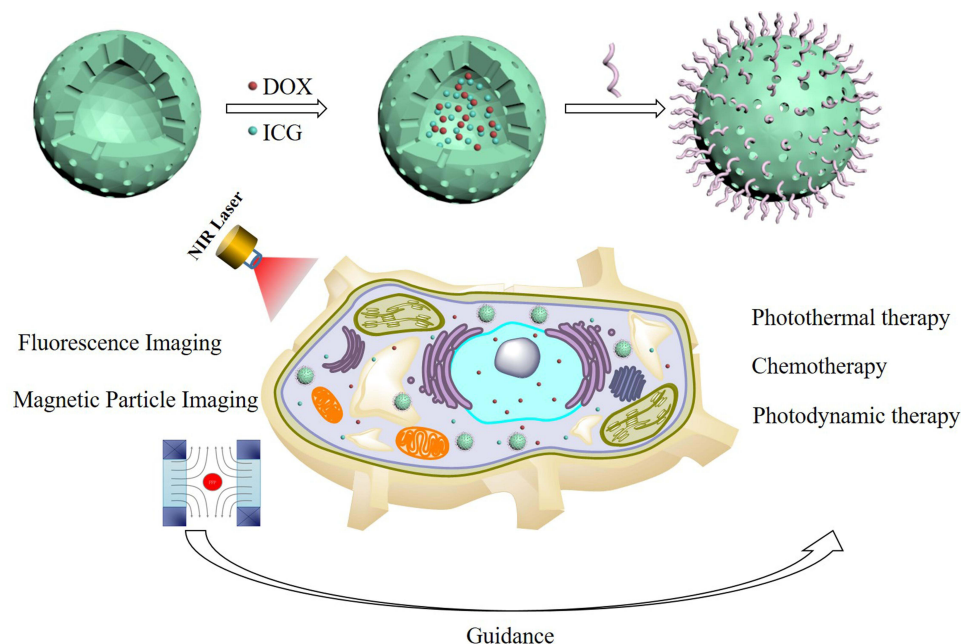 DOX
ICG
NIR Laser
Fluorescence Imaging
Magnetic Particle Imaging
Photothermal therapy
Chemotherapy
Photodynamic therapy
Guidance